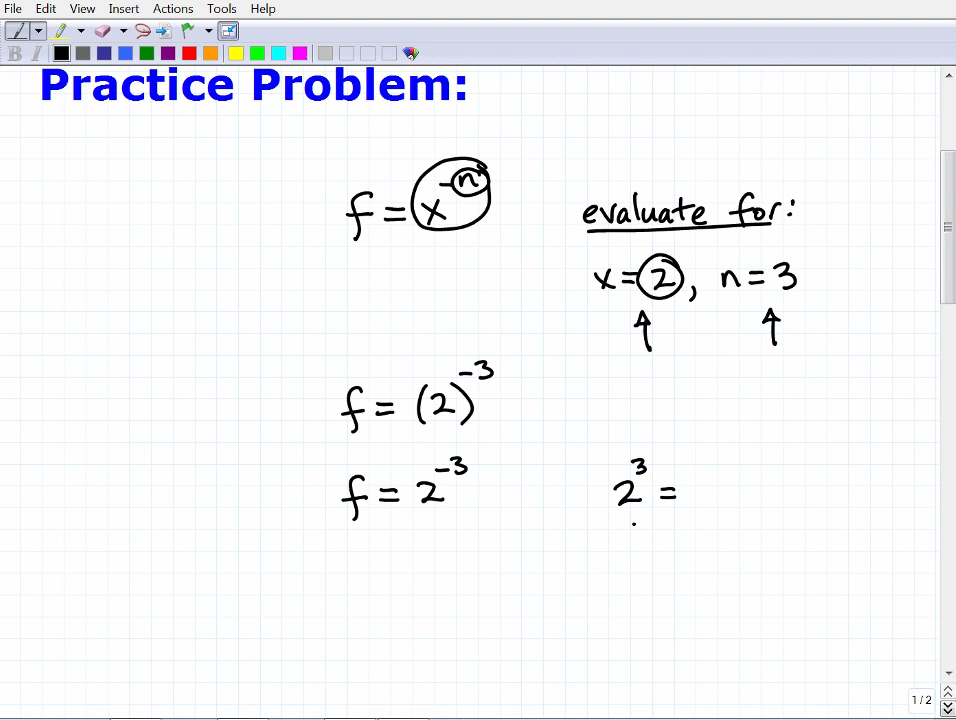 File Edit View Insert Actions Tools Help
B I
Practice Problem:
f = x^-n
evaluate for:
x = 2, n = 3
f = (2)^-3
f = 2^-3
2^3 =
1 / 2